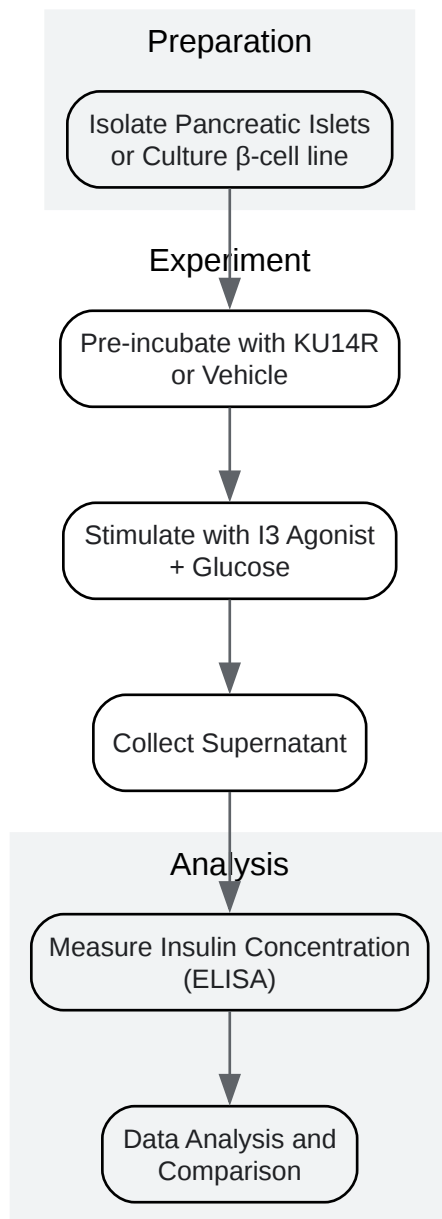 Preparation
Isolate Pancreatic Islets
or Culture β-cell line
Experiment
Pre-incubate with KU14R
or Vehicle
Stimulate with I3 Agonist
+ Glucose
Collect Supernatant
Analysis
Measure Insulin Concentration
(ELISA)
Data Analysis and
Comparison